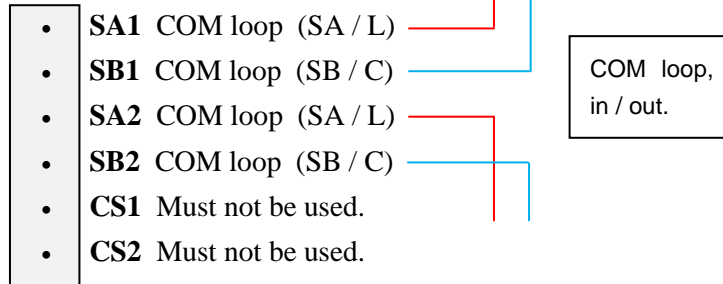 • SA1 COM loop (SA / L)
• SB1 COM loop (SB / C)
• SA2 COM loop (SA / L)
• SB2 COM loop (SB / C)
• CS1 Must not be used.
• CS2 Must not be used.
COM loop,
in / out.